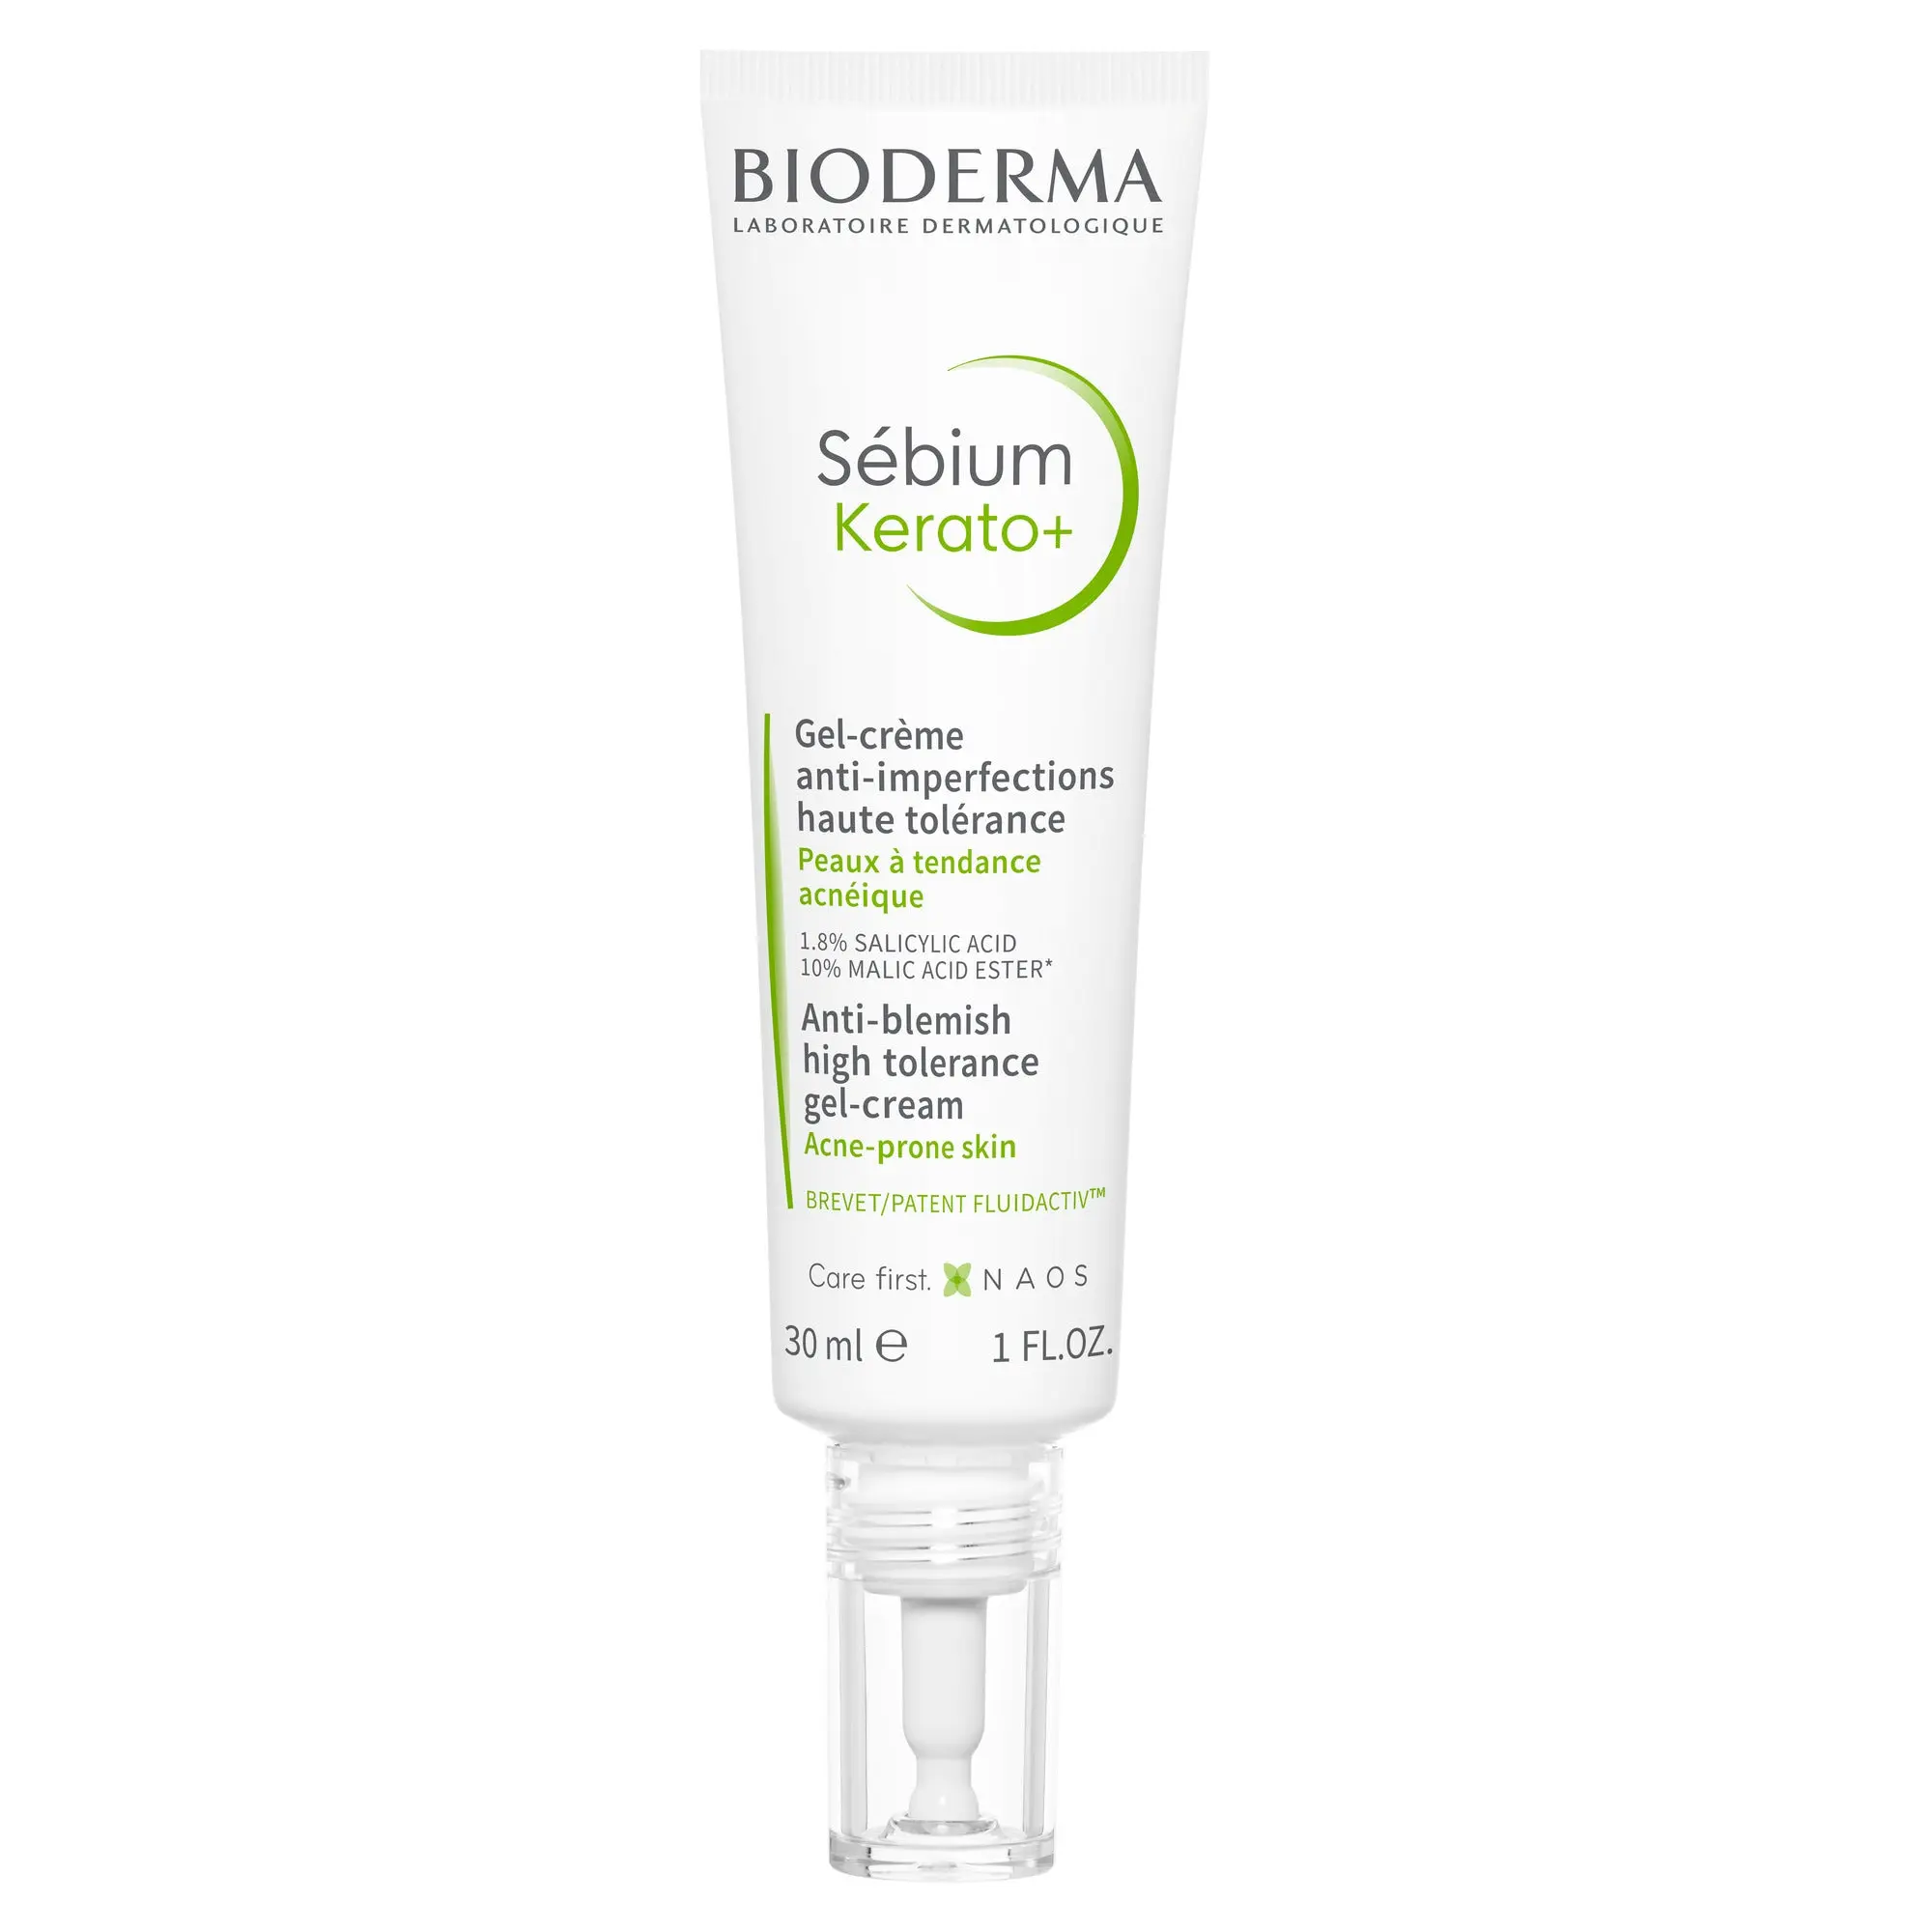 BIODERMA
LABORATOIRE DERMATOLOGIQUE
Sébium
Kerato+
Gel-crème
anti-imperfections
haute tolérance
Peaux à tendance
acnéique
1.8% SALICYLIC ACID
10% MALIC ACID ESTER*
Anti-blemish
high tolerance
gel-cream
Acne-prone skin
BREVET/PATENT FLUIDACTIV™
Care first. NAOS
30 ml ℮ 1 FL.OZ.